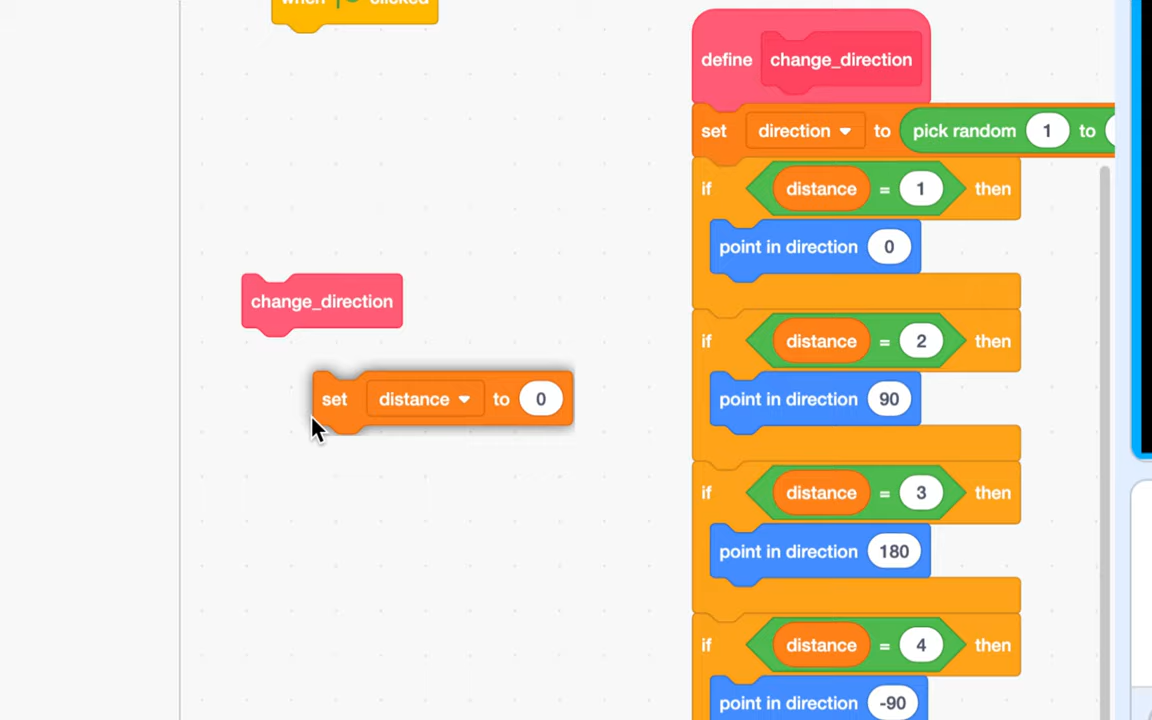 when clicked
define change_direction
set direction to pick random 1 to
if distance = 1 then
point in direction 0
change_direction
if distance = 2 then
set distance to 0
point in direction 90
if distance = 3 then
point in direction 180
if distance = 4 then
point in direction -90